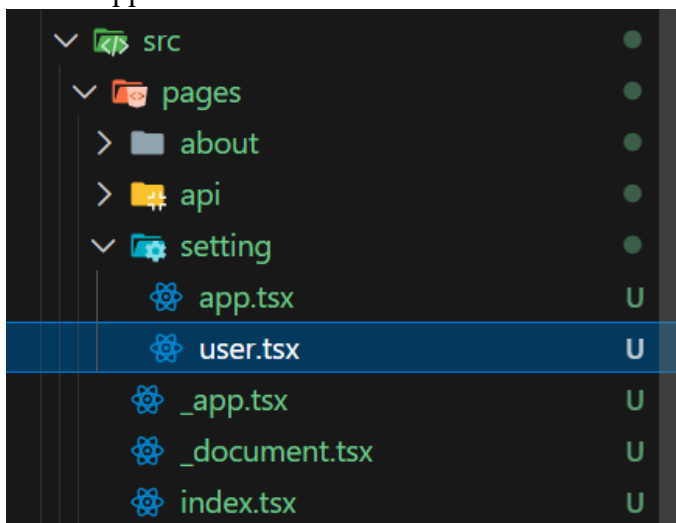 src
pages
about
api
setting
app.tsx U
user.tsx U
_app.tsx U
_document.tsx U
index.tsx U